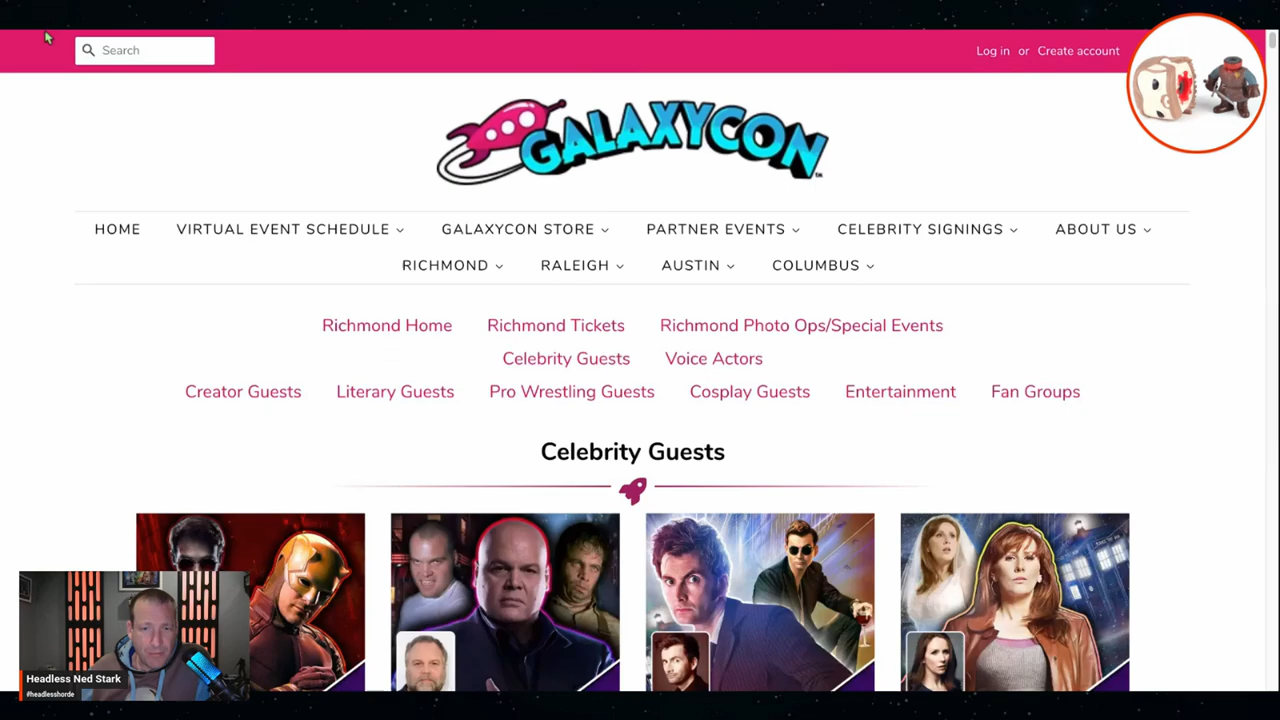 Search
Log in or Create account
GALAXYCON
TM
HOME VIRTUAL EVENT SCHEDULE GALAXYCON STORE PARTNER EVENTS CELEBRITY SIGNINGS ABOUT US
RICHMOND RALEIGH AUSTIN COLUMBUS
Richmond Home Richmond Tickets Richmond Photo Ops/Special Events
Celebrity Guests Voice Actors
Creator Guests Literary Guests Pro Wrestling Guests Cosplay Guests Entertainment Fan Groups
Celebrity Guests
Headless Ned Stark
#headlesshorde